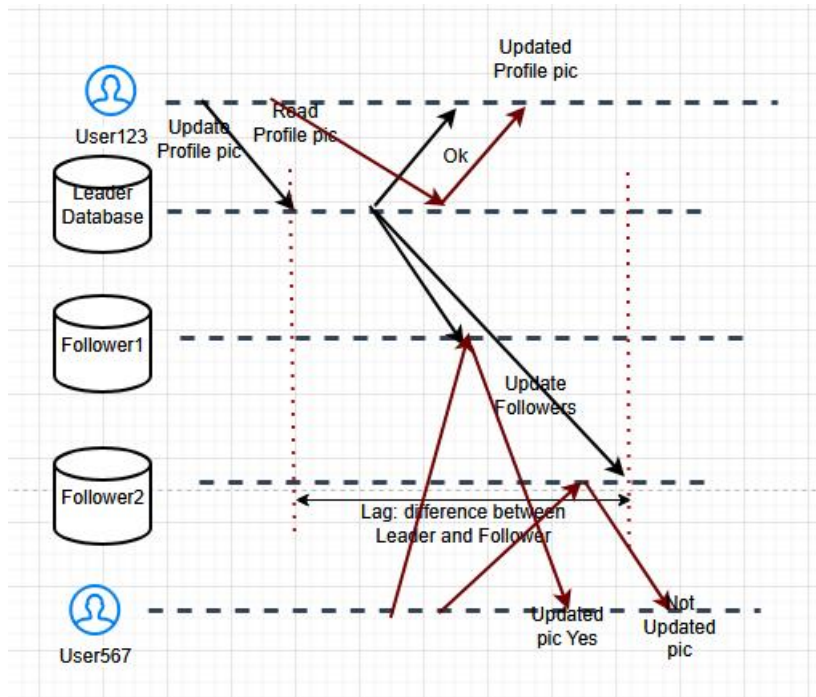 Updated
Profile pic
User123
Update
Profile pic
Read
Profile pic
Ok
Leader
Database
Follower1
Update
Followers
Follower2
Lag: difference between
Leader and Follower
User567
Updated
pic Yes
Not
Updated
pic